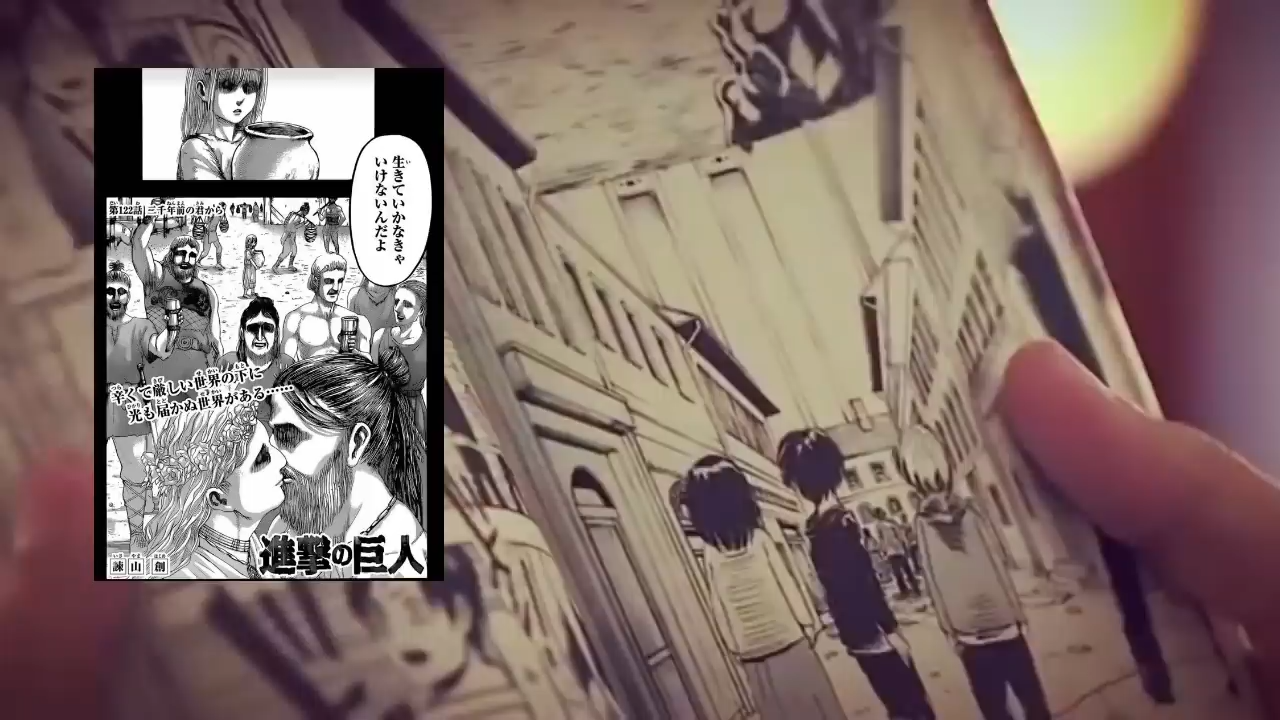 生きていかなきゃ
いけないんだよ
第122話 三千年前の君から
辛くて厳しい世界の下に
光も届かぬ世界がある……
進撃の巨人
諫山創